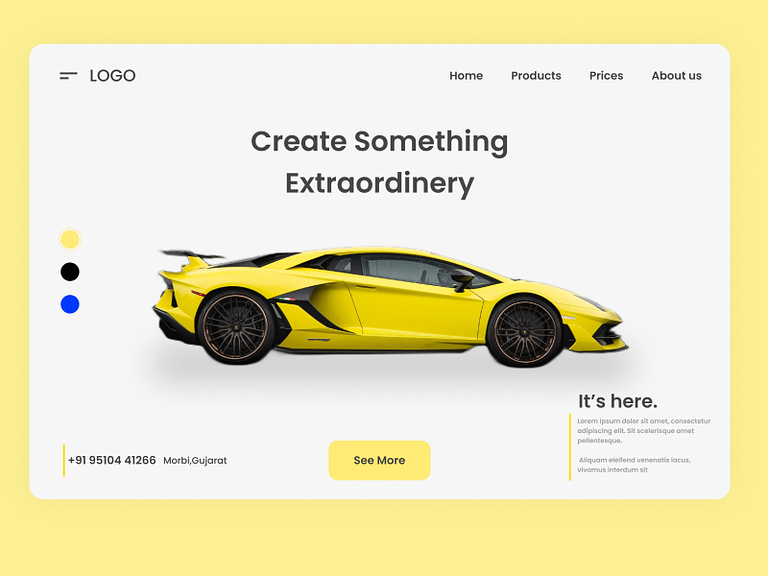 LOGO
Home Products Prices About us
Create Something
Extraordinery
It's here.
Lorem ipsum dolor sit amet, consectetur
adipiscing elit. Sit scelerisque amet
pellentesque.
Aliquam eleifend venenatis lacus,
vivamus interdum sit
+91 95104 41266 Morbi,Gujarat
See More